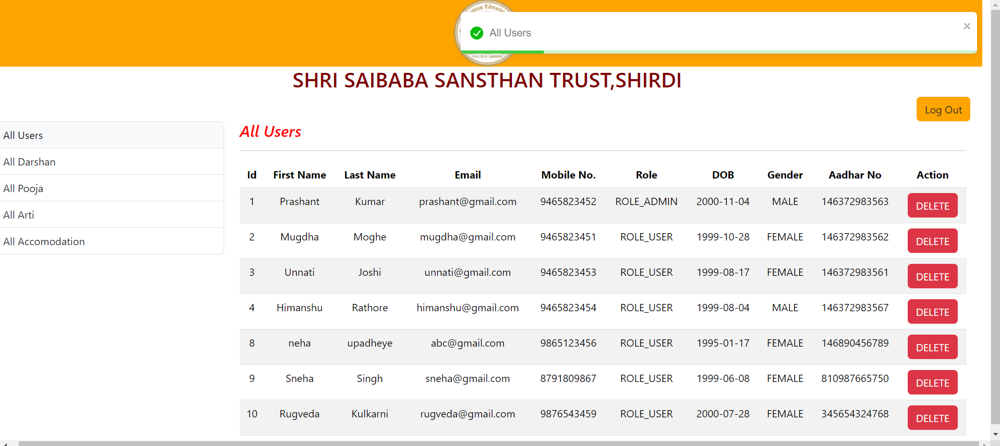 All Users
SHRI SAIBABA SANSTHAN TRUST,SHIRDI
Log Out
All Users
All Darshan
All Pooja
All Arti
All Accomodation
All Users
Id First Name Last Name Email Mobile No. Role DOB Gender Aadhar No Action
1 Prashant Kumar prashant@gmail.com 9465823452 ROLE_ADMIN 2000-11-04 MALE 146372983563 DELETE
2 Mugdha Moghe mugdha@gmail.com 9465823451 ROLE_USER 1999-10-28 FEMALE 146372983562 DELETE
3 Unnati Joshi unnati@gmail.com 9465823453 ROLE_USER 1999-08-17 FEMALE 146372983561 DELETE
4 Himanshu Rathore himanshu@gmail.com 9465823454 ROLE_USER 1999-08-04 MALE 146372983567 DELETE
8 neha upadheye abc@gmail.com 9865123456 ROLE_USER 1995-01-17 FEMALE 146890456789 DELETE
9 Sneha Singh sneha@gmail.com 8791809867 ROLE_USER 1999-06-08 FEMALE 810987665750 DELETE
10 Rugveda Kulkarni rugveda@gmail.com 9876543459 ROLE_USER 2000-07-28 FEMALE 345654324768 DELETE